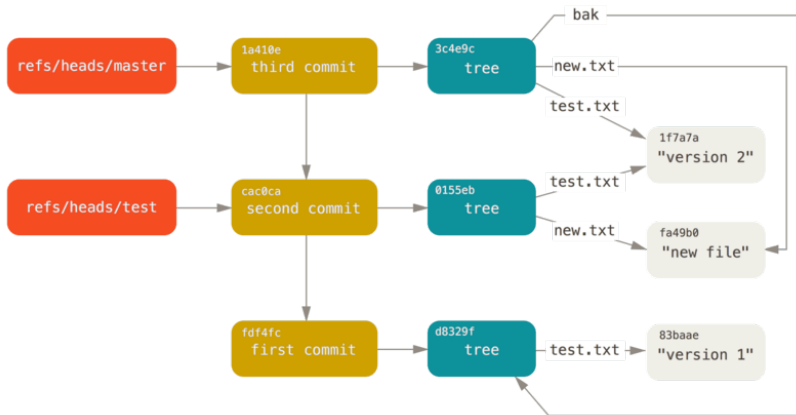 bak
1a410e
3c4e9c
refs/heads/master
third commit
tree
new.txt
test.txt
1f7a7a
"version 2"
cac0ca
0155eb
test.txt
refs/heads/test
second commit
tree
new.txt
fa49b0
"new file"
fdf4fc
d8329f
83baae
first commit
tree
test.txt
"version 1"